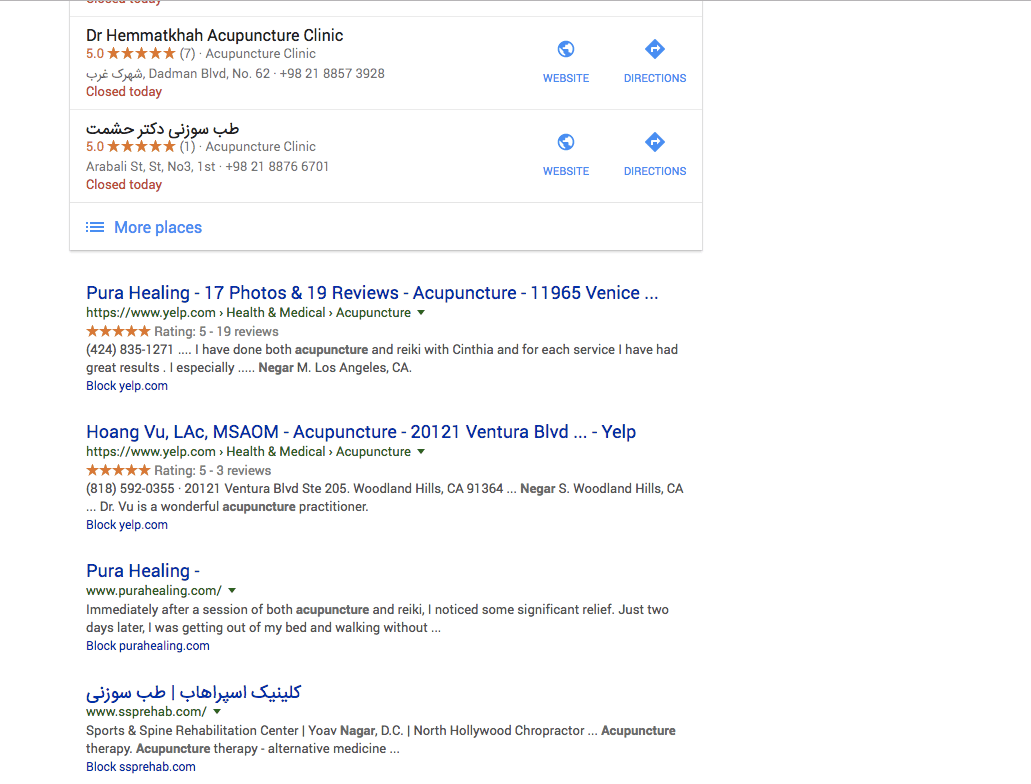 Closed today
Dr Hemmatkhah Acupuncture Clinic
5.0 ★★★★★ (7) · Acupuncture Clinic
شهرک غرب, Dadman Blvd, No. 62 · +98 21 8857 3928
Closed today
WEBSITE
DIRECTIONS
طب سوزنی دکتر حشمت
5.0 ★★★★★ (1) · Acupuncture Clinic
Arabali St, St, No3, 1st · +98 21 8876 6701
Closed today
WEBSITE
DIRECTIONS
More places
Pura Healing - 17 Photos & 19 Reviews - Acupuncture - 11965 Venice ...
https://www.yelp.com › Health & Medical › Acupuncture ▼
★★★★★ Rating: 5 - 19 reviews
(424) 835-1271 .... I have done both acupuncture and reiki with Cinthia and for each service I have had
great results . I especially ..... Negar M. Los Angeles, CA.
Block yelp.com
Hoang Vu, LAc, MSAOM - Acupuncture - 20121 Ventura Blvd ... - Yelp
https://www.yelp.com › Health & Medical › Acupuncture ▼
★★★★★ Rating: 5 - 3 reviews
(818) 592-0355 · 20121 Ventura Blvd Ste 205. Woodland Hills, CA 91364 ... Negar S. Woodland Hills, CA
... Dr. Vu is a wonderful acupuncture practitioner.
Block yelp.com
Pura Healing -
www.purahealing.com/ ▼
Immediately after a session of both acupuncture and reiki, I noticed some significant relief. Just two
days later, I was getting out of my bed and walking without ...
Block purahealing.com
کلینیک اسپراهاب | طب سوزنی
www.ssprehab.com/ ▼
Sports & Spine Rehabilitation Center | Yoav Nagar, D.C. | North Hollywood Chropractor ... Acupuncture
therapy. Acupuncture therapy - alternative medicine ...
Block ssprehab.com